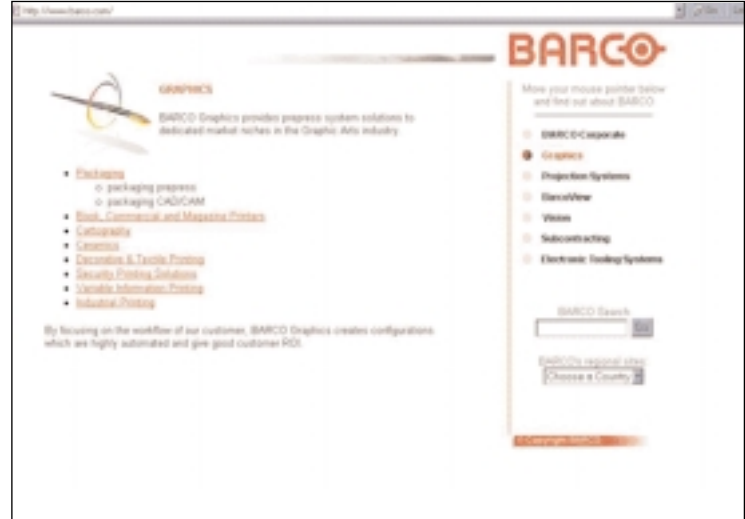 http://www.barco.com/
BARCO
GRAPHICS
BARCO Graphics provides prepress system solutions to
dedicated market niches in the Graphic Arts industry.
Packaging
packaging prepress
packaging CAD/CAM
Book, Commercial and Magazine Printers
Cartography
Ceramics
Decorative & Textile Printing
Security Printing Solutions
Variable Information Printing
Industrial Printing
By focusing on the workflow of our customer, BARCO Graphics creates configurations
which are highly automated and give good customer ROI.
Move your mouse pointer below
and find out about BARCO
BARCO Corporate
Graphics
Projection Systems
BarcoView
Vision
Subcontracting
Electronic Tooling Systems
BARCO Search
Go
BARCO's regional sites:
Choose a Country
© Copyright BARCO